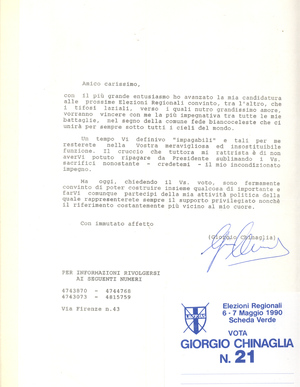 Amico carissimo,
con Il più grande entusiasmo ho avanzato la mia candidatura
alle prossime Elezioni Regionali convinto, tra l'altro, che
i tifosi laziali, verso i quali nutro grandissimo amore,
vorranno vincere con me la più impegnativa tra tutte le mie
battaglie, nel segno della comune fede biancoceleste che ci
unirà per sempre sotto tutti i cieli del mondo.
Un tempo Vi definivo "impagabili" e tali per me
resterete nella Vostra meravigliosa ed insostituibile
funzione. Il cruccio che tuttora mi rattrista è di non
averVi potuto ripagare da Presidente sublimando i Va.
sacrifici nonostante - credetemi - il mio incondizionato
impegno.
Ma oggi, chiedendo il Va. voto, sono fermamente
convinto di poter costruire insieme qualcosa di importante e
farVi comunque partecipi della mia attività politica della
quale rappresenterete sempre il supporto privilegiato nonchè
il riferimento costantemente più vicino al mio cuore.
Con immutato affetto
(Giorgio Chinaglia)
PER INFORMAZIONI RIVOLGERSI
AI SEGUENTI NUMERI
4743870 - 4744768
4743073 - 4815759
Via Firenze n.43
Elezioni Regionali
6 - 7 Maggio 1990
Scheda Verde
VOTA
GIORGIO CHINAGLIA
N. 21